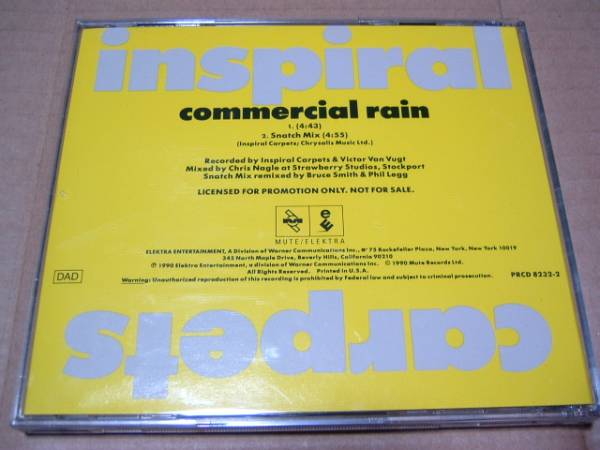 inspiral
commercial rain
1. (4:43)
2. Snatch Mix (4:55)
(Inspiral Carpets; Chrysalis Music Ltd.)
Recorded by Inspiral Carpets & Victor Van Vugt
Mixed by Chris Nagle at Strawberry Studios, Stockport
Snatch Mix remixed by Bruce Smith & Phil Legg
LICENSED FOR PROMOTION ONLY. NOT FOR SALE.
MUTE/ELEKTRA
ELEKTRA ENTERTAINMENT, A Division of Warner Communications Inc., 75 Rockefeller Plaza, New York, New York 10019
345 North Maple Drive, Beverly Hills, California 90210
℗ 1990 Elektra Entertainment, a division of Warner Communications Inc. © 1990 Mute Records Ltd.
All Rights Reserved. Printed in U.S.A.
DAD
Warning: Unauthorized reproduction of this recording is prohibited by Federal law and subject to criminal prosecution.
PRCD 8222-2
carpets